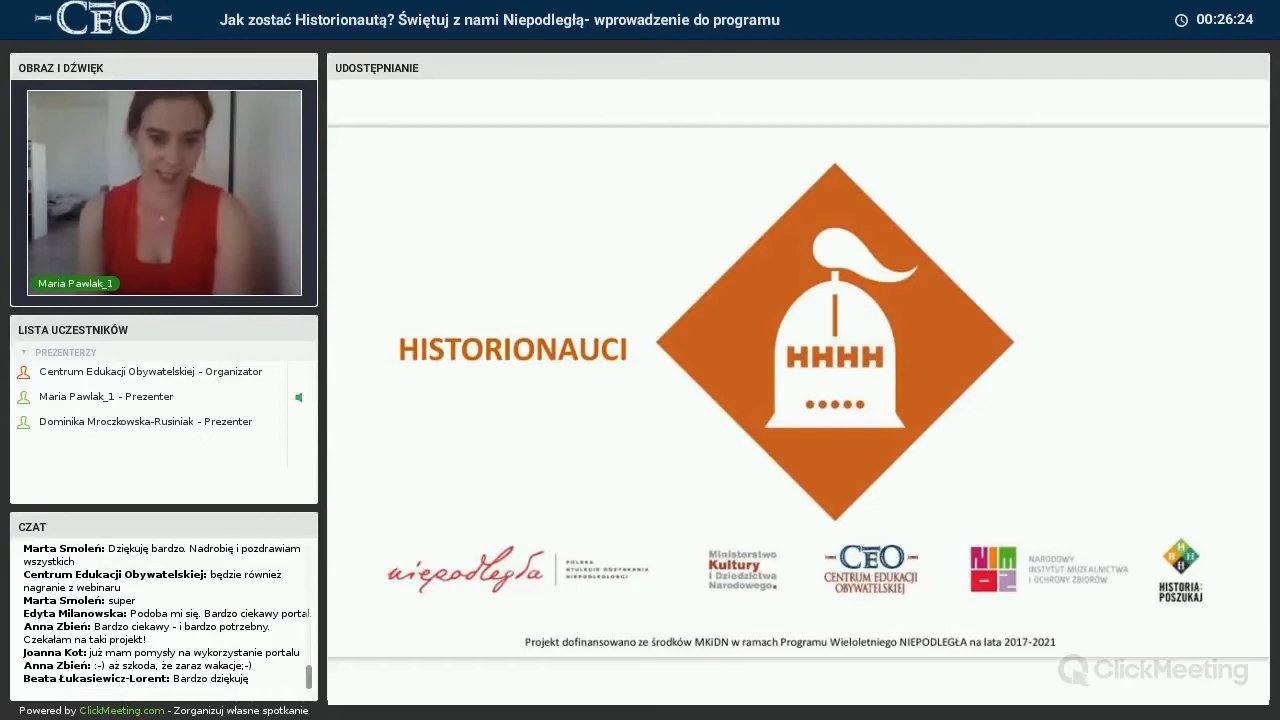 CEO
Jak zostać Historionautą? Świętuj z nami Niepodległą- wprowadzenie do programu
00:26:24
OBRAZ I DŹWIĘK
Maria Pawlak_1
LISTA UCZESTNIKÓW
PREZENTERZY
Centrum Edukacji Obywatelskiej - Organizator
Maria Pawlak_1 - Prezenter
Dominika Mroczkowska-Rusiniak - Prezenter
CZAT
Marta Smoleń: Dziękuję bardzo. Nadrobię i pozdrawiam
wszystkich
Centrum Edukacji Obywatelskiej: będzie również
nagranie z webinaru
Marta Smoleń: super
Edyta Milanowska: Podoba mi się. Bardzo ciekawy portal.
Anna Zbień: Bardzo ciekawy - i bardzo potrzebny.
Czekałam na taki projekt!
Joanna Kot: już mam pomysły na wykorzystanie portalu
Anna Zbień: :-) aż szkoda, że zaraz wakacje;-)
Beata Łukasiewicz-Lorent: Bardzo dziękuję
Powered by ClickMeeting.com - Zorganizuj własne spotkanie
UDOSTĘPNIANIE
HISTORIONAUCI
HHHH
niepodległa
POLSKA
STULECIE ODZYSKANIA
NIEPODLEGŁOŚCI
Ministerstwo
Kultury
i Dziedzictwa
Narodowego.
CEO
CENTRUM EDUKACJI
OBYWATELSKIEJ
NIMOZ
NARODOWY
INSTYTUT MUZEALNICTWA
I OCHRONY ZBIORÓW
H
H H
H
HISTORIA:
POSZUKAJ
Projekt dofinansowano ze środków MKiDN w ramach Programu Wieloletniego NIEPODLEGŁA na lata 2017-2021
ClickMeeting